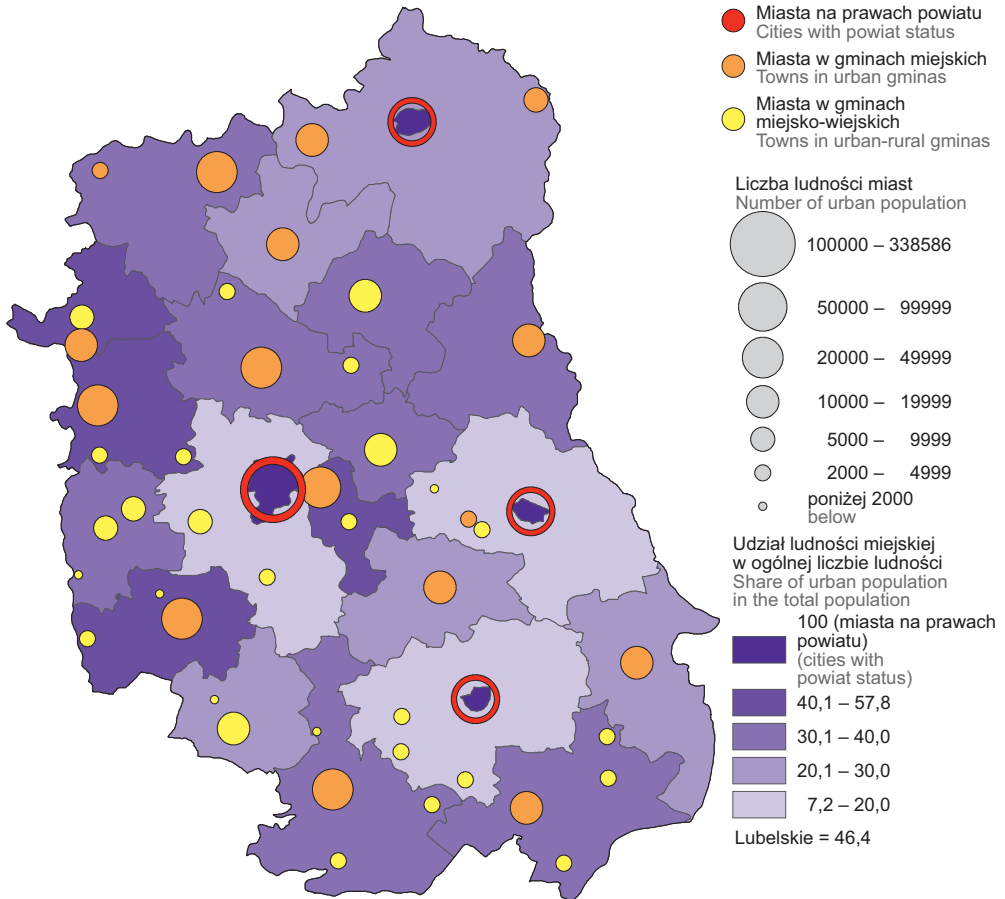 Miasta na prawach powiatu
Cities with powiat status
Miasta w gminach miejskich
Towns in urban gminas
Miasta w gminach
miejsko-wiejskich
Towns in urban-rural gminas
Liczba ludności miast
Number of urban population
100000 – 338586
50000 – 99999
20000 – 49999
10000 – 19999
5000 – 9999
2000 – 4999
poniżej 2000
below
Udział ludności miejskiej
w ogólnej liczbie ludności
Share of urban population
in the total population
100 (miasta na prawach
powiatu)
(cities with
powiat status)
40,1 – 57,8
30,1 – 40,0
20,1 – 30,0
7,2 – 20,0
Lubelskie = 46,4